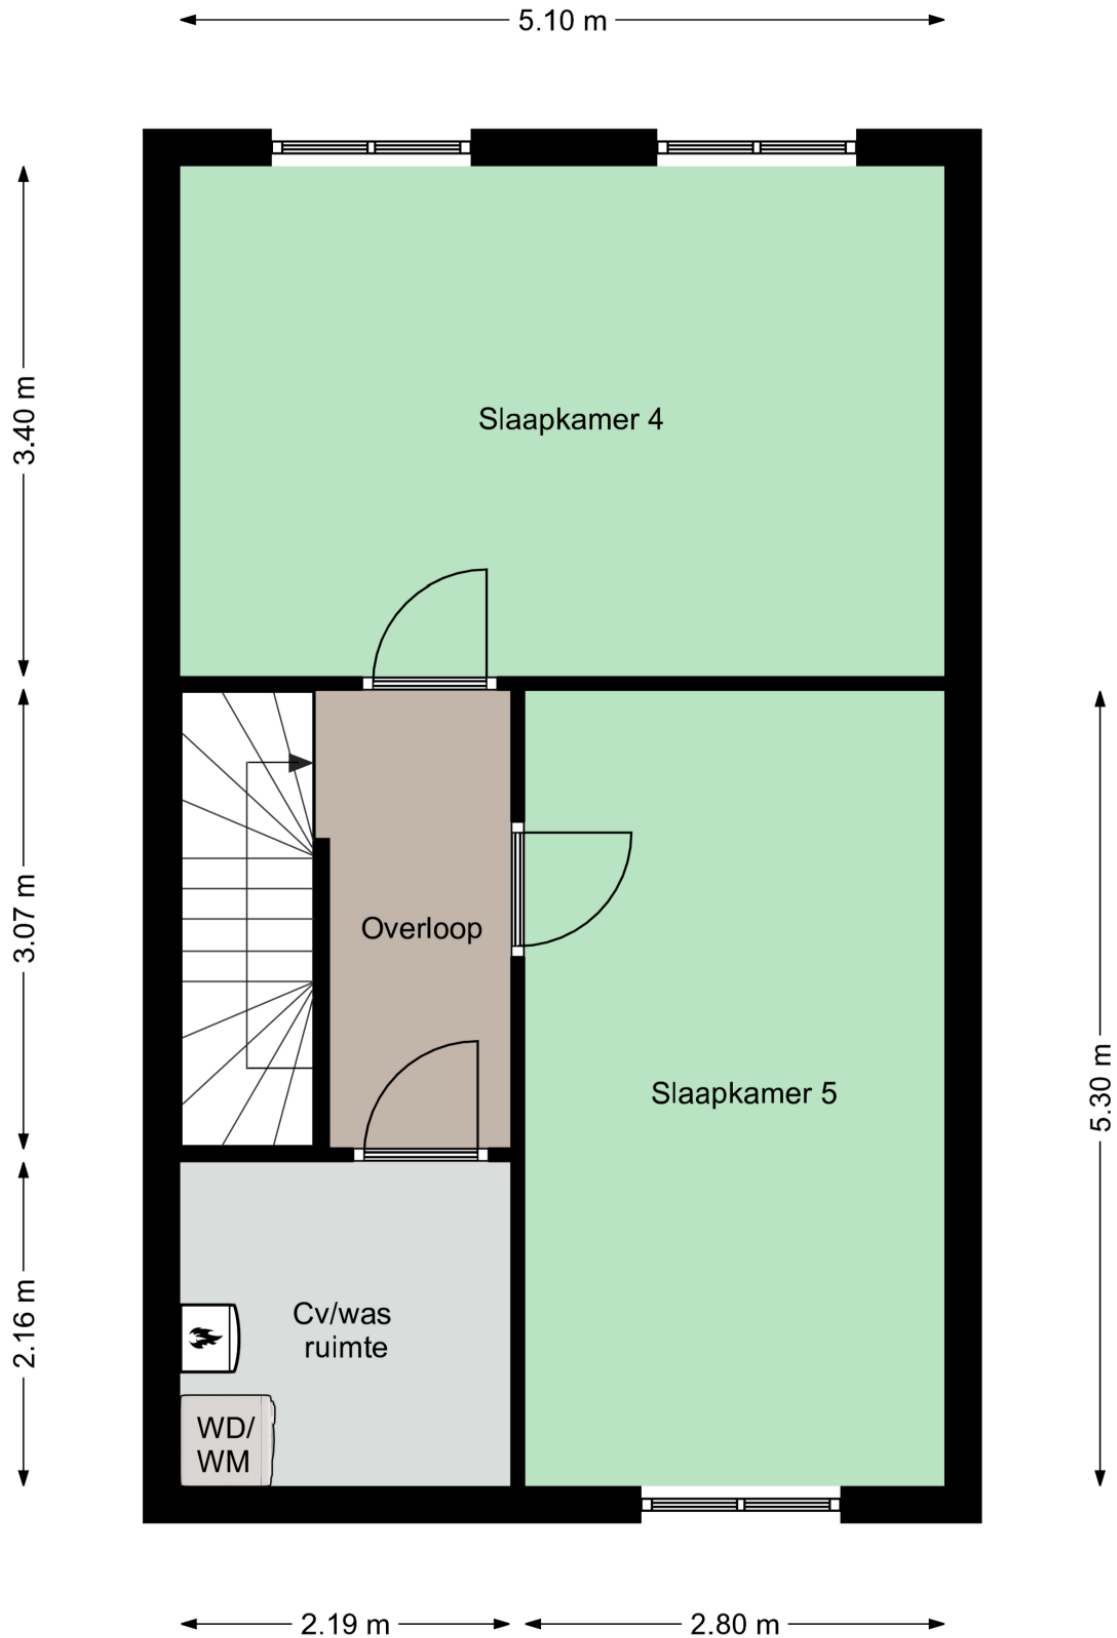 5.10 m
3.40 m
Slaapkamer 4
3.07 m
Overloop
Slaapkamer 5
5.30 m
2.16 m
Cv/was
ruimte
WD/
WM
2.19 m
2.80 m